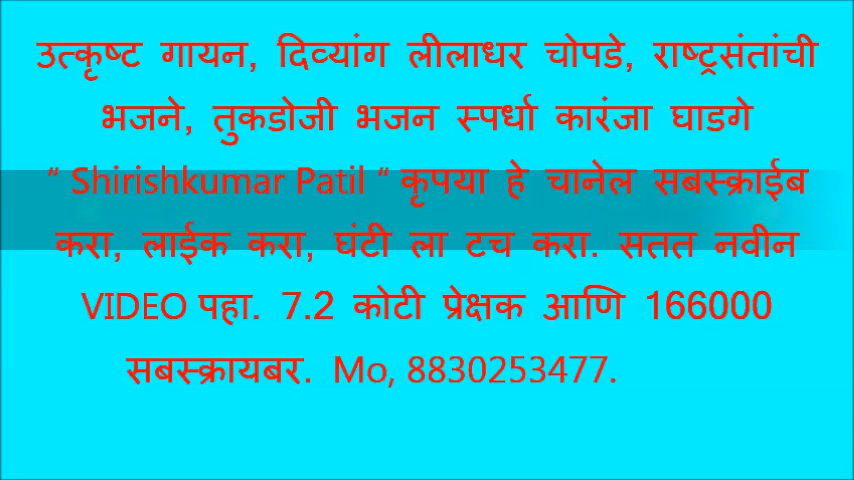 उत्कृष्ट गायन, दिव्यांग लीलाधर चोपडे, राष्ट्रसंतांची
भजने, तुकडोजी भजन स्पर्धा कारंजा घाडगे
“ Shirishkumar Patil “ कृपया हे चानेल सबस्क्राईब
करा, लाईक करा, घंटी ला टच करा. सतत नवीन
VIDEO पहा. 7.2 कोटी प्रेक्षक आणि 166000
सबस्क्रायबर. Mo, 8830253477.